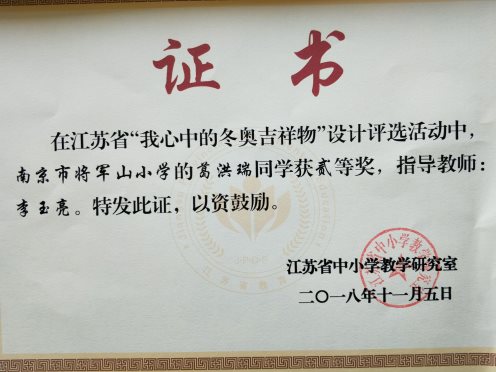 证书
在江苏省“我心中的冬奥吉祥物”设计评选活动中，
南京市将军山小学的葛洪瑞同学获贰等奖，指导教师：
李玉亮。特发此证，以资鼓励。
江苏省中小学教学研究室
二〇一八年十一月五日